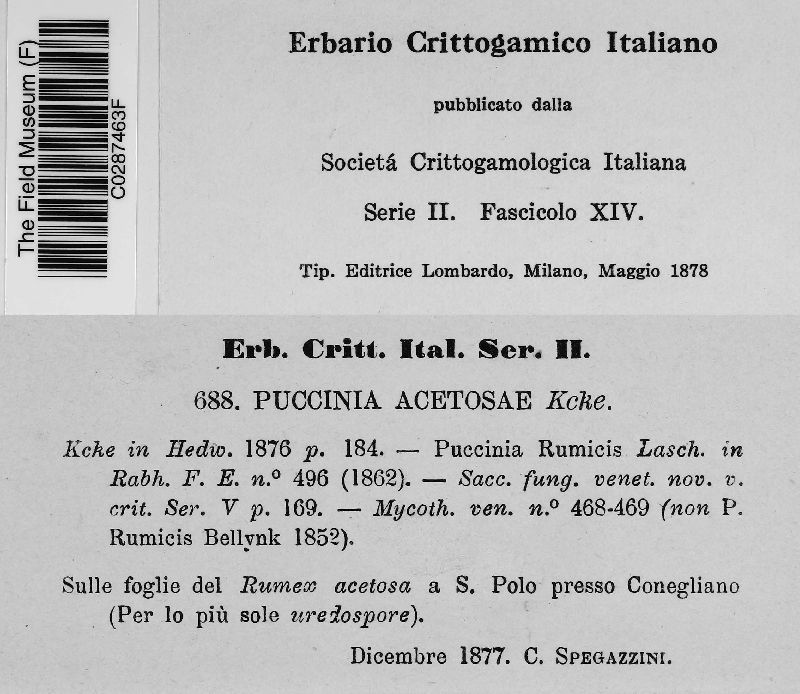 The Field Museum (F)
C0287463F
Erbario Crittogamico Italiano
pubblicato dalla
Societá Crittogamologica Italiana
Serie II. Fascicolo XIV.
Tip. Editrice Lombardo, Milano, Maggio 1878
Erb. Critt. Ital. Ser. II.
688. PUCCINIA ACETOSAE Kcke.
Kcke in Hedw. 1876 p. 184. — Puccinia Rumicis Lasch. in
Rabh. F. E. n.º 496 (1862). — Sacc. fung. venet. nov. v.
crit. Ser. V p. 169. — Mycoth. ven. n.º 468-469 (non P.
Rumicis Bellynk 1852).
Sulle foglie del Rumex acetosa a S. Polo presso Conegliano
(Per lo più sole uredospore).
Dicembre 1877. C. SPEGAZZINI.